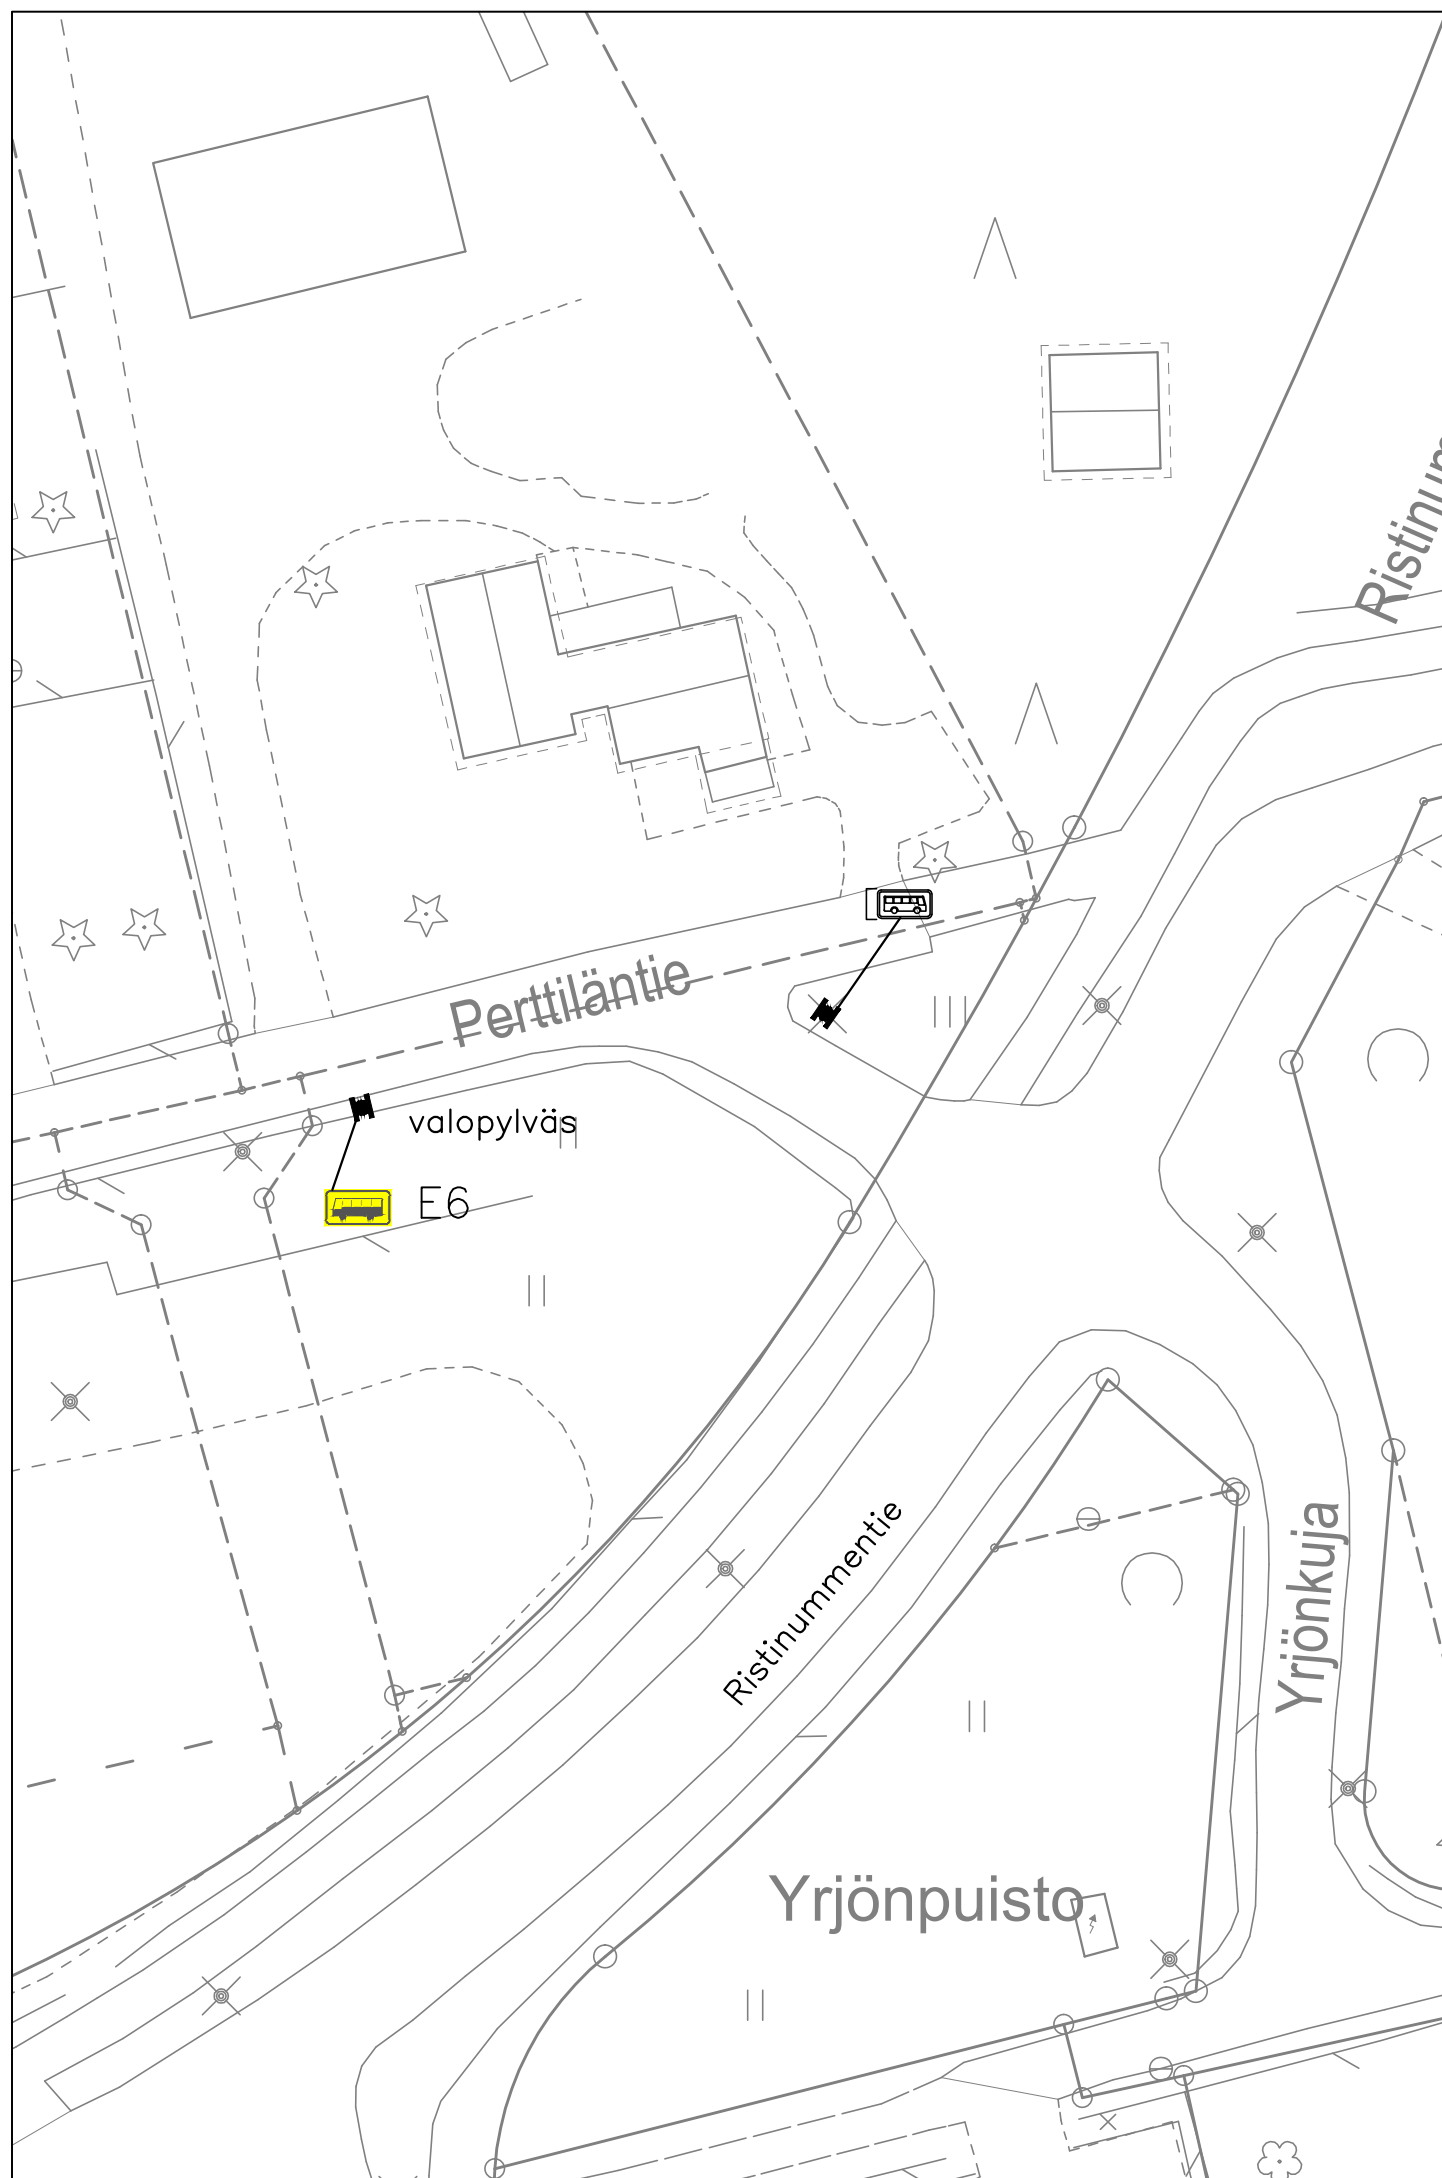 Ristinum
Perttiläntie
valopylväs
E6
Ristinummentie
Yrjönkuja
Yrjönpuisto